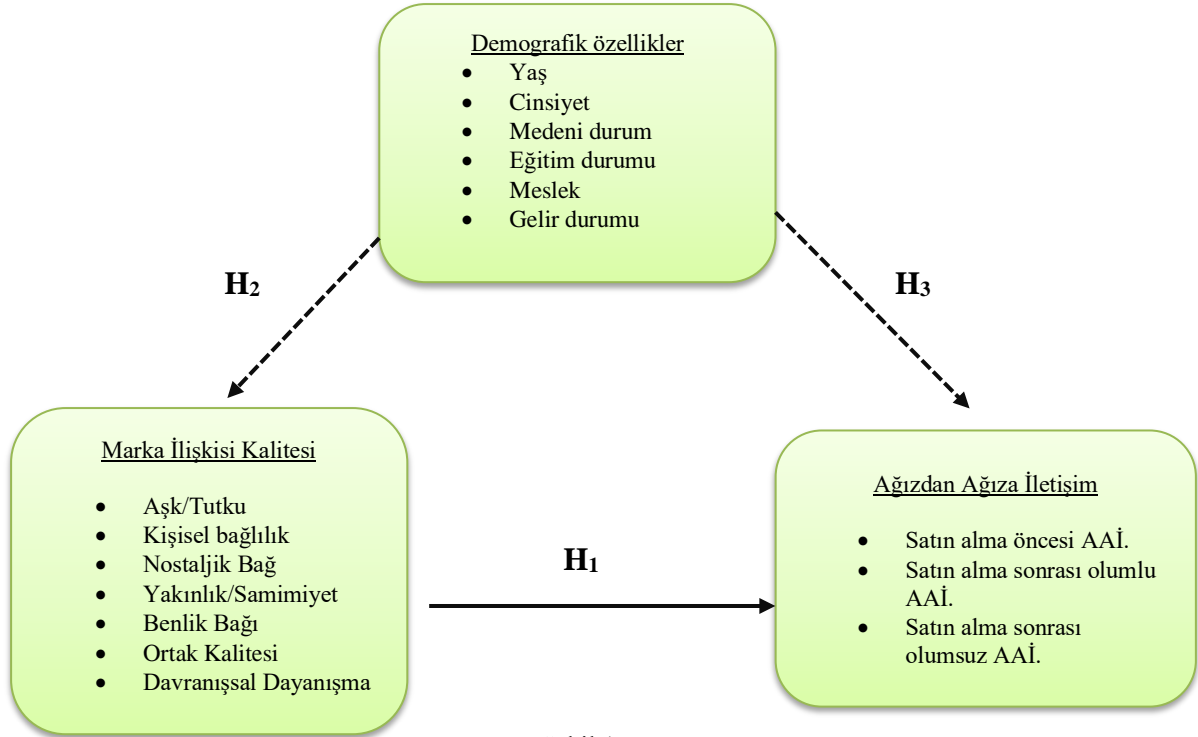 Demografik özellikler
• Yaş
• Cinsiyet
• Medeni durum
• Eğitim durumu
• Meslek
• Gelir durumu
H2
H3
Marka İlişkisi Kalitesi
• Aşk/Tutku
• Kişisel bağlılık
• Nostaljik Bağ
• Yakınlık/Samimiyet
• Benlik Bağı
• Ortak Kalitesi
• Davranışsal Dayanışma
H1
Ağızdan Ağıza İletişim
• Satın alma öncesi AAİ.
• Satın alma sonrası olumlu
AAİ.
• Satın alma sonrası
olumsuz AAİ.